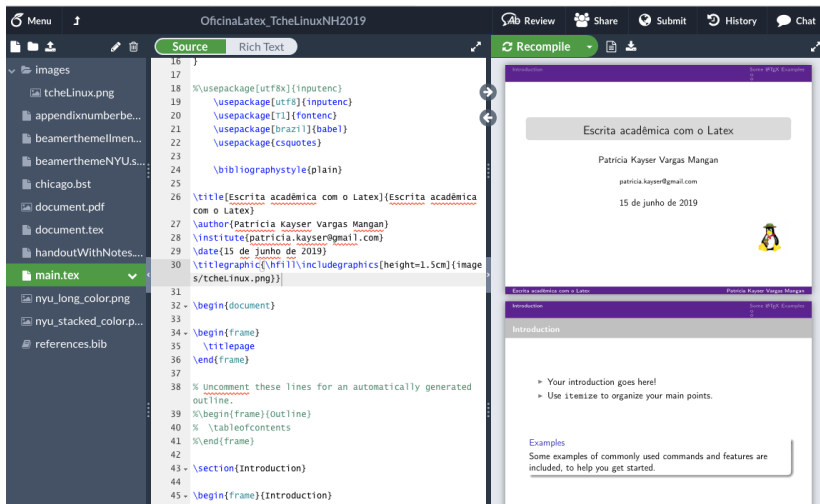 Menu
OficinaLatex_TcheLinuxNH2019
Review
Share
Submit
History
Chat
Source
Rich Text
Recompile
images
tcheLinux.png
appendixnumberbe...
beamerthemeIlmen...
beamerthemeNYU.s...
chicago.bst
document.pdf
document.tex
handoutWithNotes....
main.tex
nyu_long_color.png
nyu_stacked_color.p...
references.bib
16 }
17
18 %\usepackage[utf8x]{inputenc}
19 \usepackage[utf8]{inputenc}
20 \usepackage[T1]{fontenc}
21 \usepackage[brazil]{babel}
22 \usepackage{csquotes}
23
24 \bibliographystyle{plain}
25
26 \title[Escrita acadêmica com o Latex]{Escrita acadêmica
com o Latex}
27 \author{Patrícia Kayser Vargas Mangan}
28 \institute{patricia.kayser@gmail.com}
29 \date{15 de junho de 2019}
30 \titlegraphic{\hfill\includegraphics[height=1.5cm]{image
s/tcheLinux.png}}
31
32 \begin{document}
33
34 \begin{frame}
35 \titlepage
36 \end{frame}
37
38 % Uncomment these lines for an automatically generated
outline.
39 %\begin{frame}{Outline}
40 % \tableofcontents
41 %\end{frame}
42
43 \section{Introduction}
44
45 \begin{frame}{Introduction}
Introduction
Some LATEX Examples
Escrita acadêmica com o Latex
Patrícia Kayser Vargas Mangan
patricia.kayser@gmail.com
15 de junho de 2019
Escrita acadêmica com o Latex
Patrícia Kayser Vargas Mangan
Introduction
Some LATEX Examples
Introduction
Your introduction goes here!
Use itemize to organize your main points.
Examples
Some examples of commonly used commands and features are
included, to help you get started.